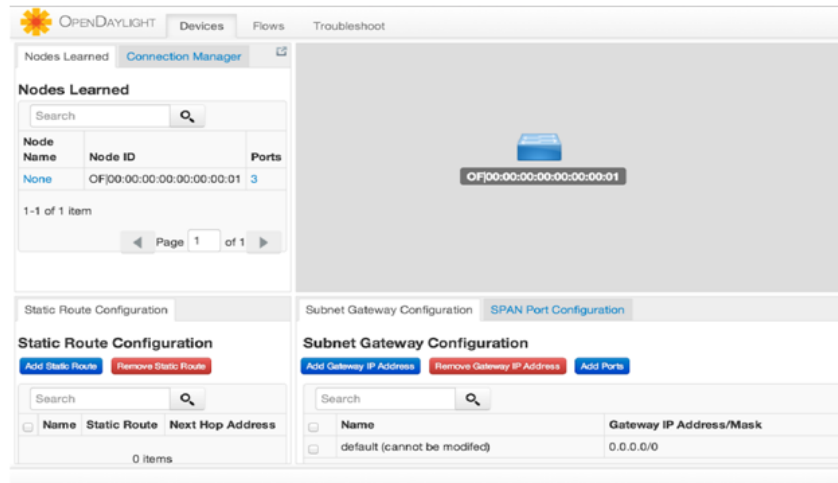 OPENDAYLIGHT Devices Flows Troubleshoot
Nodes Learned Connection Manager
Nodes Learned
Search
Node Name Node ID Ports
None OF|00:00:00:00:00:00:00:01 3
1-1 of 1 item
Page 1 of 1
OF|00:00:00:00:00:00:00:01
Static Route Configuration
Static Route Configuration
Add Static Route Remove Static Route
Search
Name Static Route Next Hop Address
0 items
Subnet Gateway Configuration SPAN Port Configuration
Subnet Gateway Configuration
Add Gateway IP Address Remove Gateway IP Address Add Ports
Search
Name Gateway IP Address/Mask
default (cannot be modifed) 0.0.0.0/0